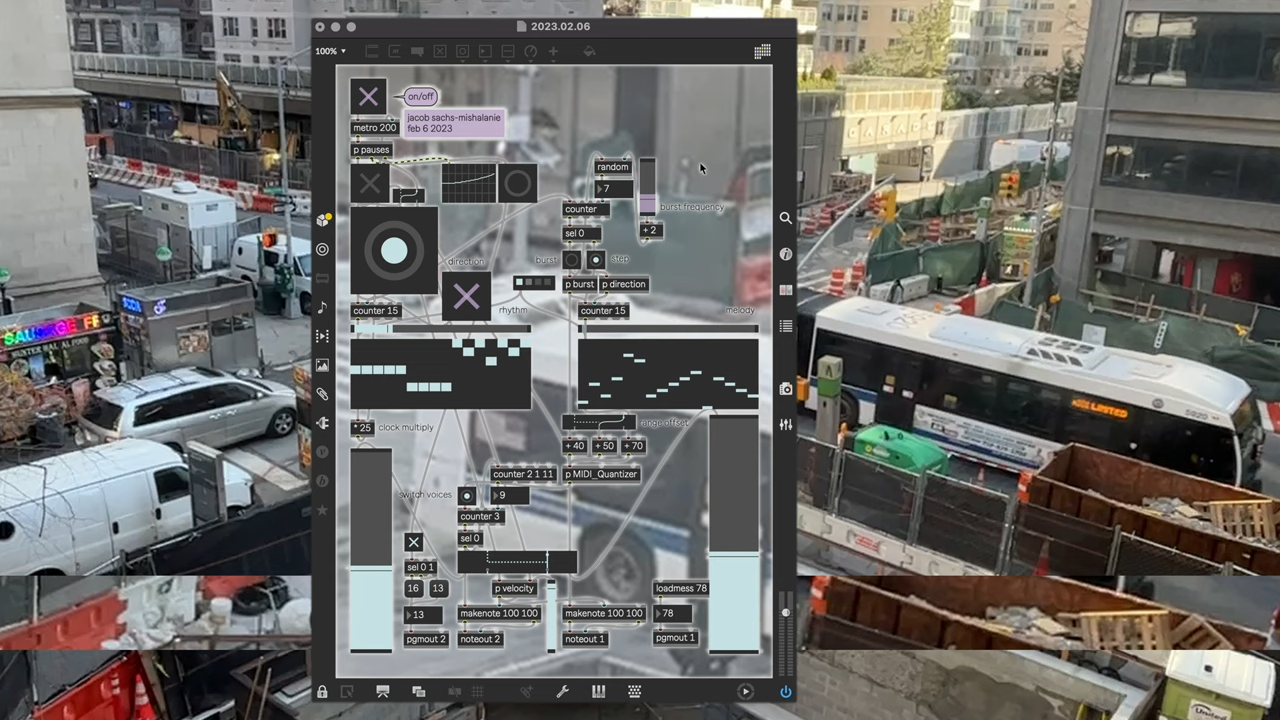 2023.02.06
100%
on/off
jacob sachs-mishalanie
feb 6 2023
metro 200
p pauses
random
7
burst frequency
counter
+ 2
sel 0
burst
step
direction
p burst
p direction
rhythm
counter 15
counter 15
melody
* 25
clock multiply
range offset
+ 40
+ 50
+ 70
counter 2 1 11
p MIDI_Quantizer
switch voices
9
counter 3
sel 0
sel 0 1
16
13
p velocity
loadmess 78
13
makenote 100 100
makenote 100 100
78
pgmout 2
noteout 2
noteout 1
pgmout 1
CANADA
LIMITED
5920